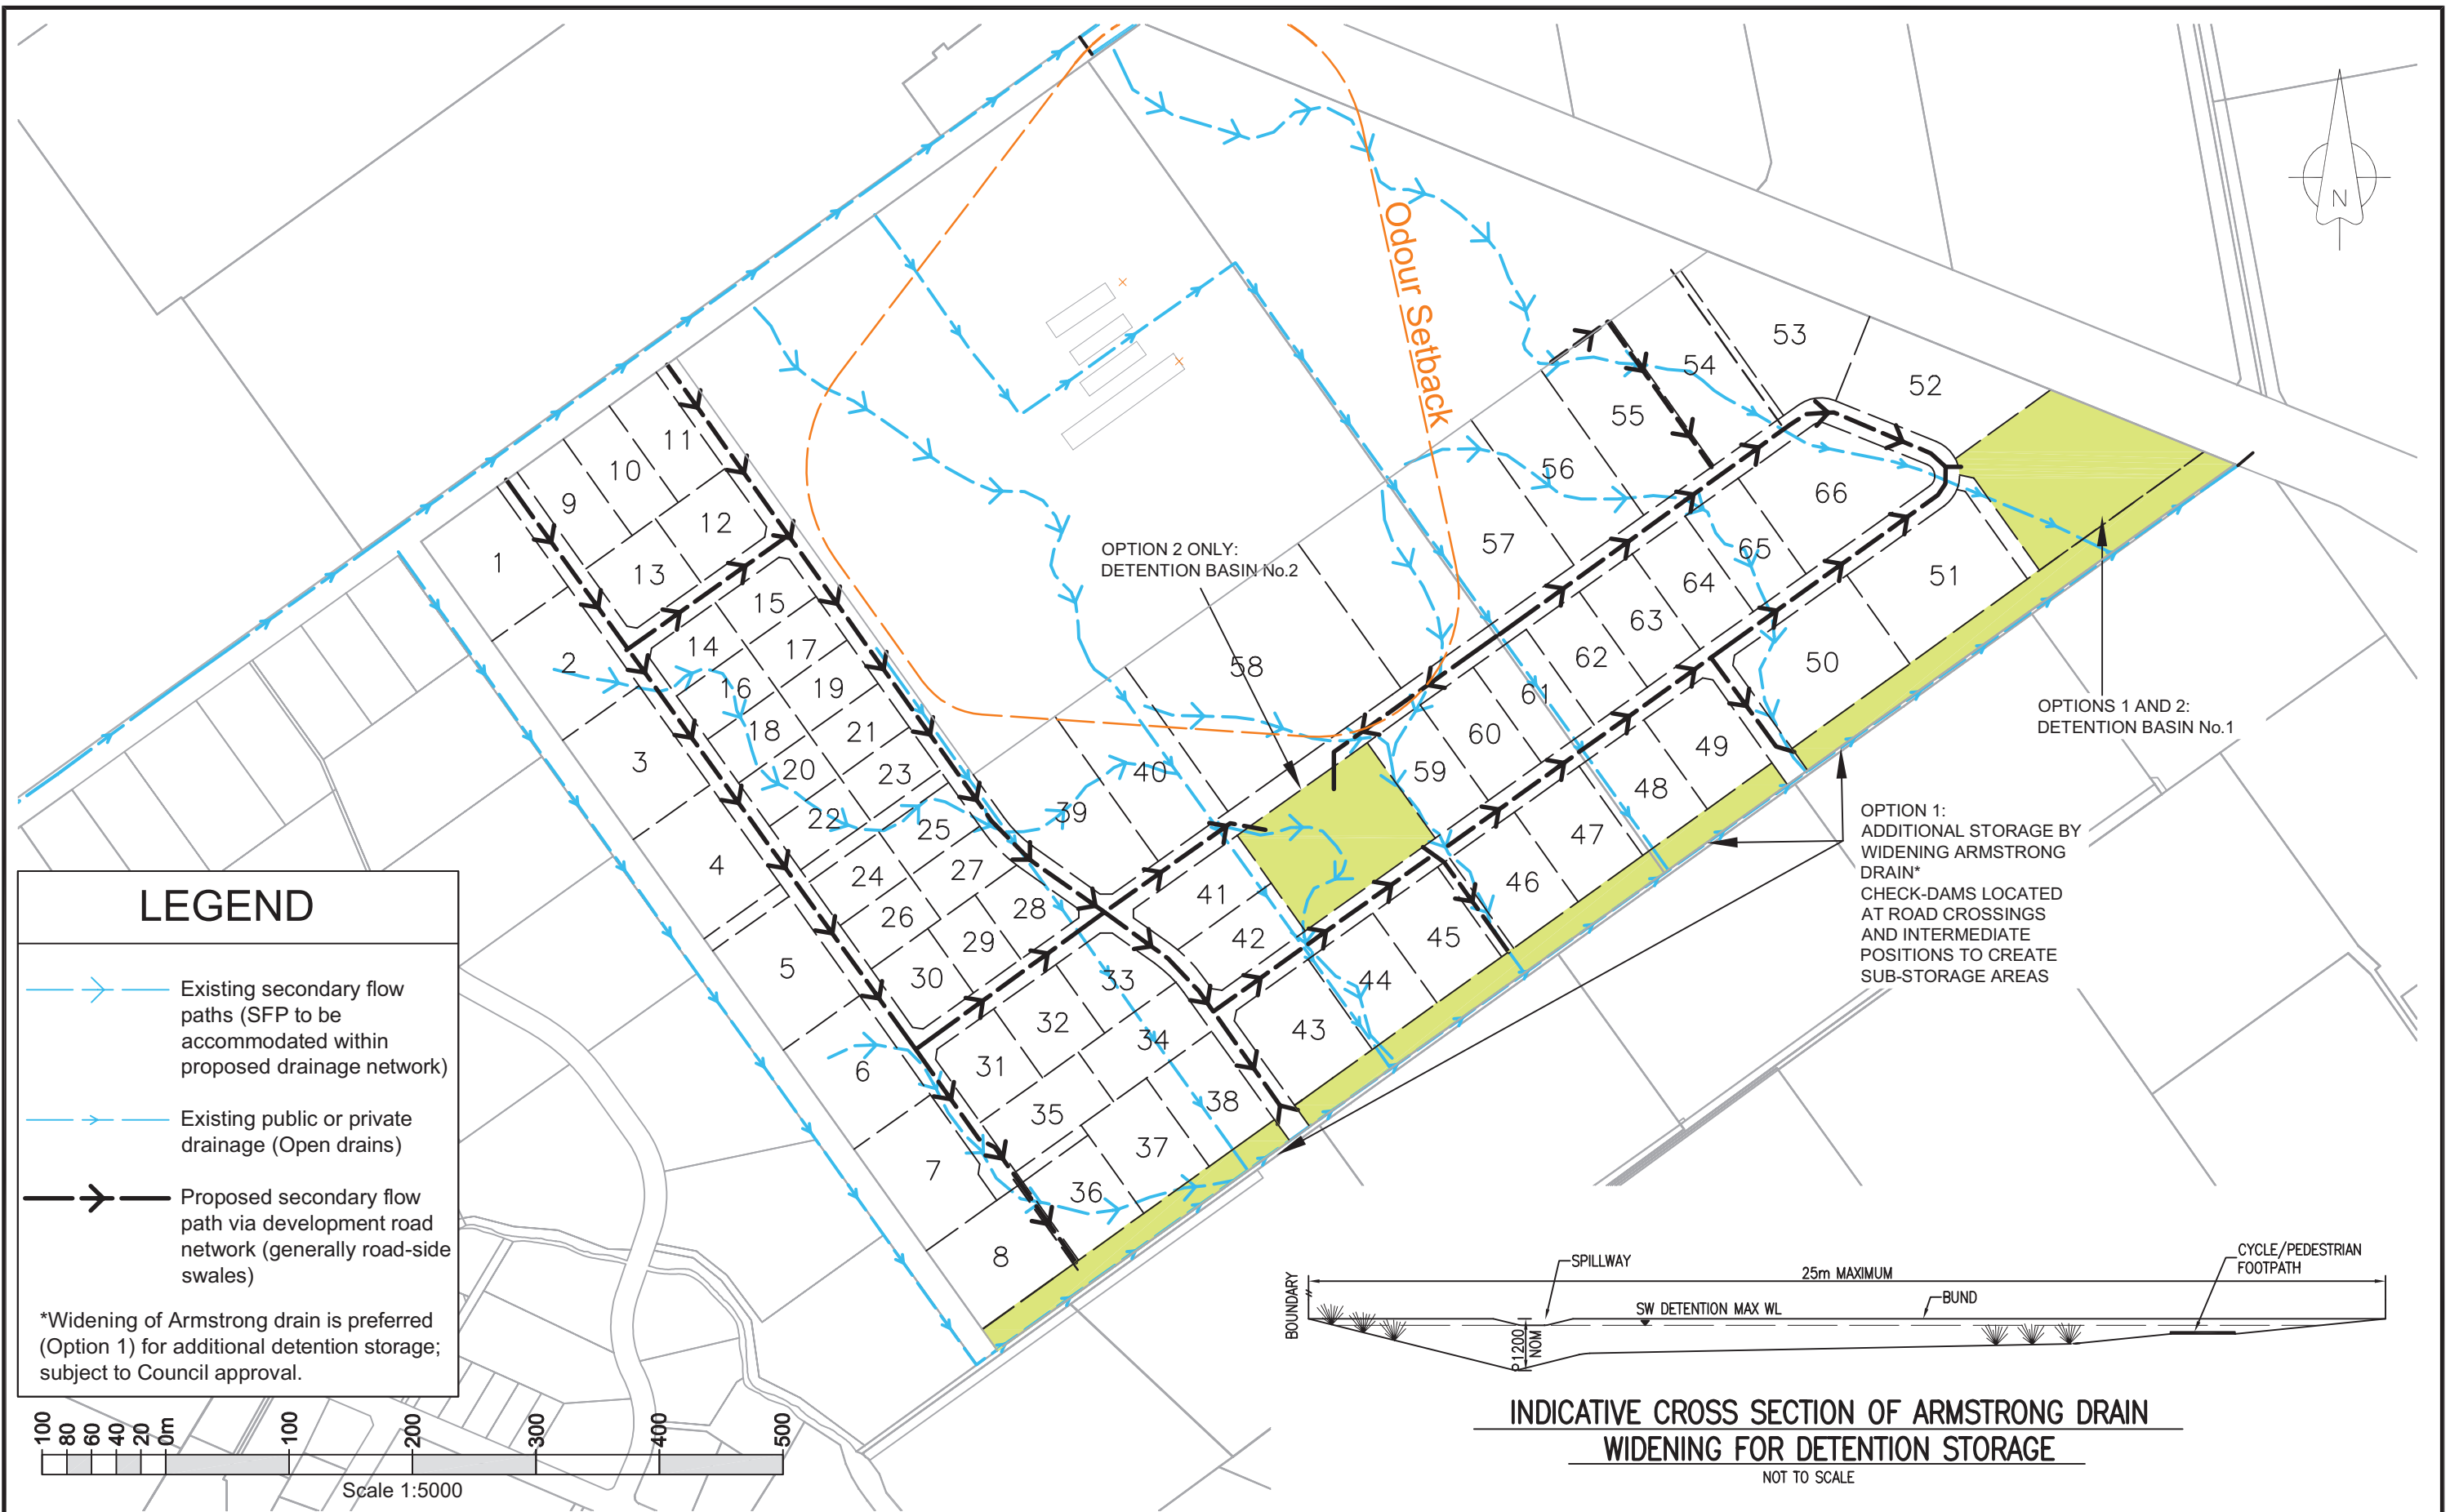 N
Odour Setback
53
54
52
55
11
10
56
9
66
12
57
1
OPTION 2 ONLY:
DETENTION BASIN No.2
65
13
51
64
15
63
14
17
2
58
62
50
16
19
61
18
21
60
49
OPTIONS 1 AND 2:
DETENTION BASIN No.1
3
20
23
40
59
48
22
25
39
47
4
24
27
46
41
26
28
42
45
29
5
30
33
44
32
43
34
6
31
38
35
37
7
36
8
OPTION 1:
ADDITIONAL STORAGE BY
WIDENING ARMSTRONG
DRAIN*
CHECK-DAMS LOCATED
AT ROAD CROSSINGS
AND INTERMEDIATE
POSITIONS TO CREATE
SUB-STORAGE AREAS
LEGEND
Existing secondary flow
paths (SFP to be
accommodated within
proposed drainage network)
Existing public or private
drainage (Open drains)
Proposed secondary flow
path via development road
network (generally road-side
swales)
*Widening of Armstrong drain is preferred
(Option 1) for additional detention storage;
subject to Council approval.
100 80 60 40 20 0m 100 200 300 400 500
Scale 1:5000
BOUNDARY
SPILLWAY
25m MAXIMUM
CYCLE/PEDESTRIAN
FOOTPATH
SW DETENTION MAX WL
BUND
1200
NOM
INDICATIVE CROSS SECTION OF ARMSTRONG DRAIN
WIDENING FOR DETENTION STORAGE
NOT TO SCALE